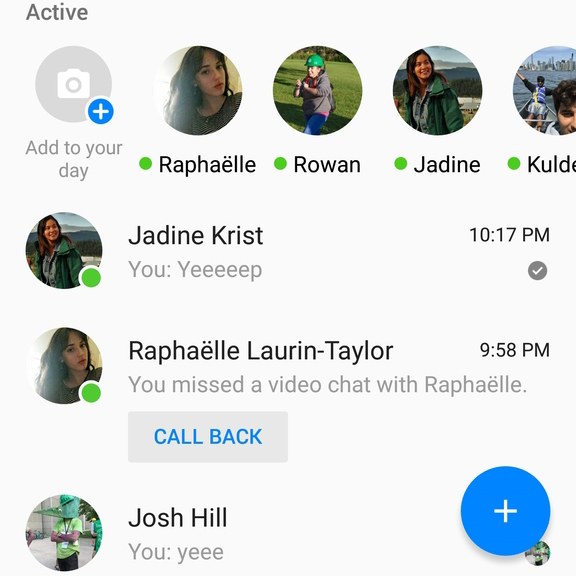 Active
Add to your
day
Raphaëlle
Rowan
Jadine
Kulde
Jadine Krist
10:17 PM
You: Yeeeeep
Raphaëlle Laurin-Taylor
9:58 PM
You missed a video chat with Raphaëlle.
CALL BACK
Josh Hill
You: yeee